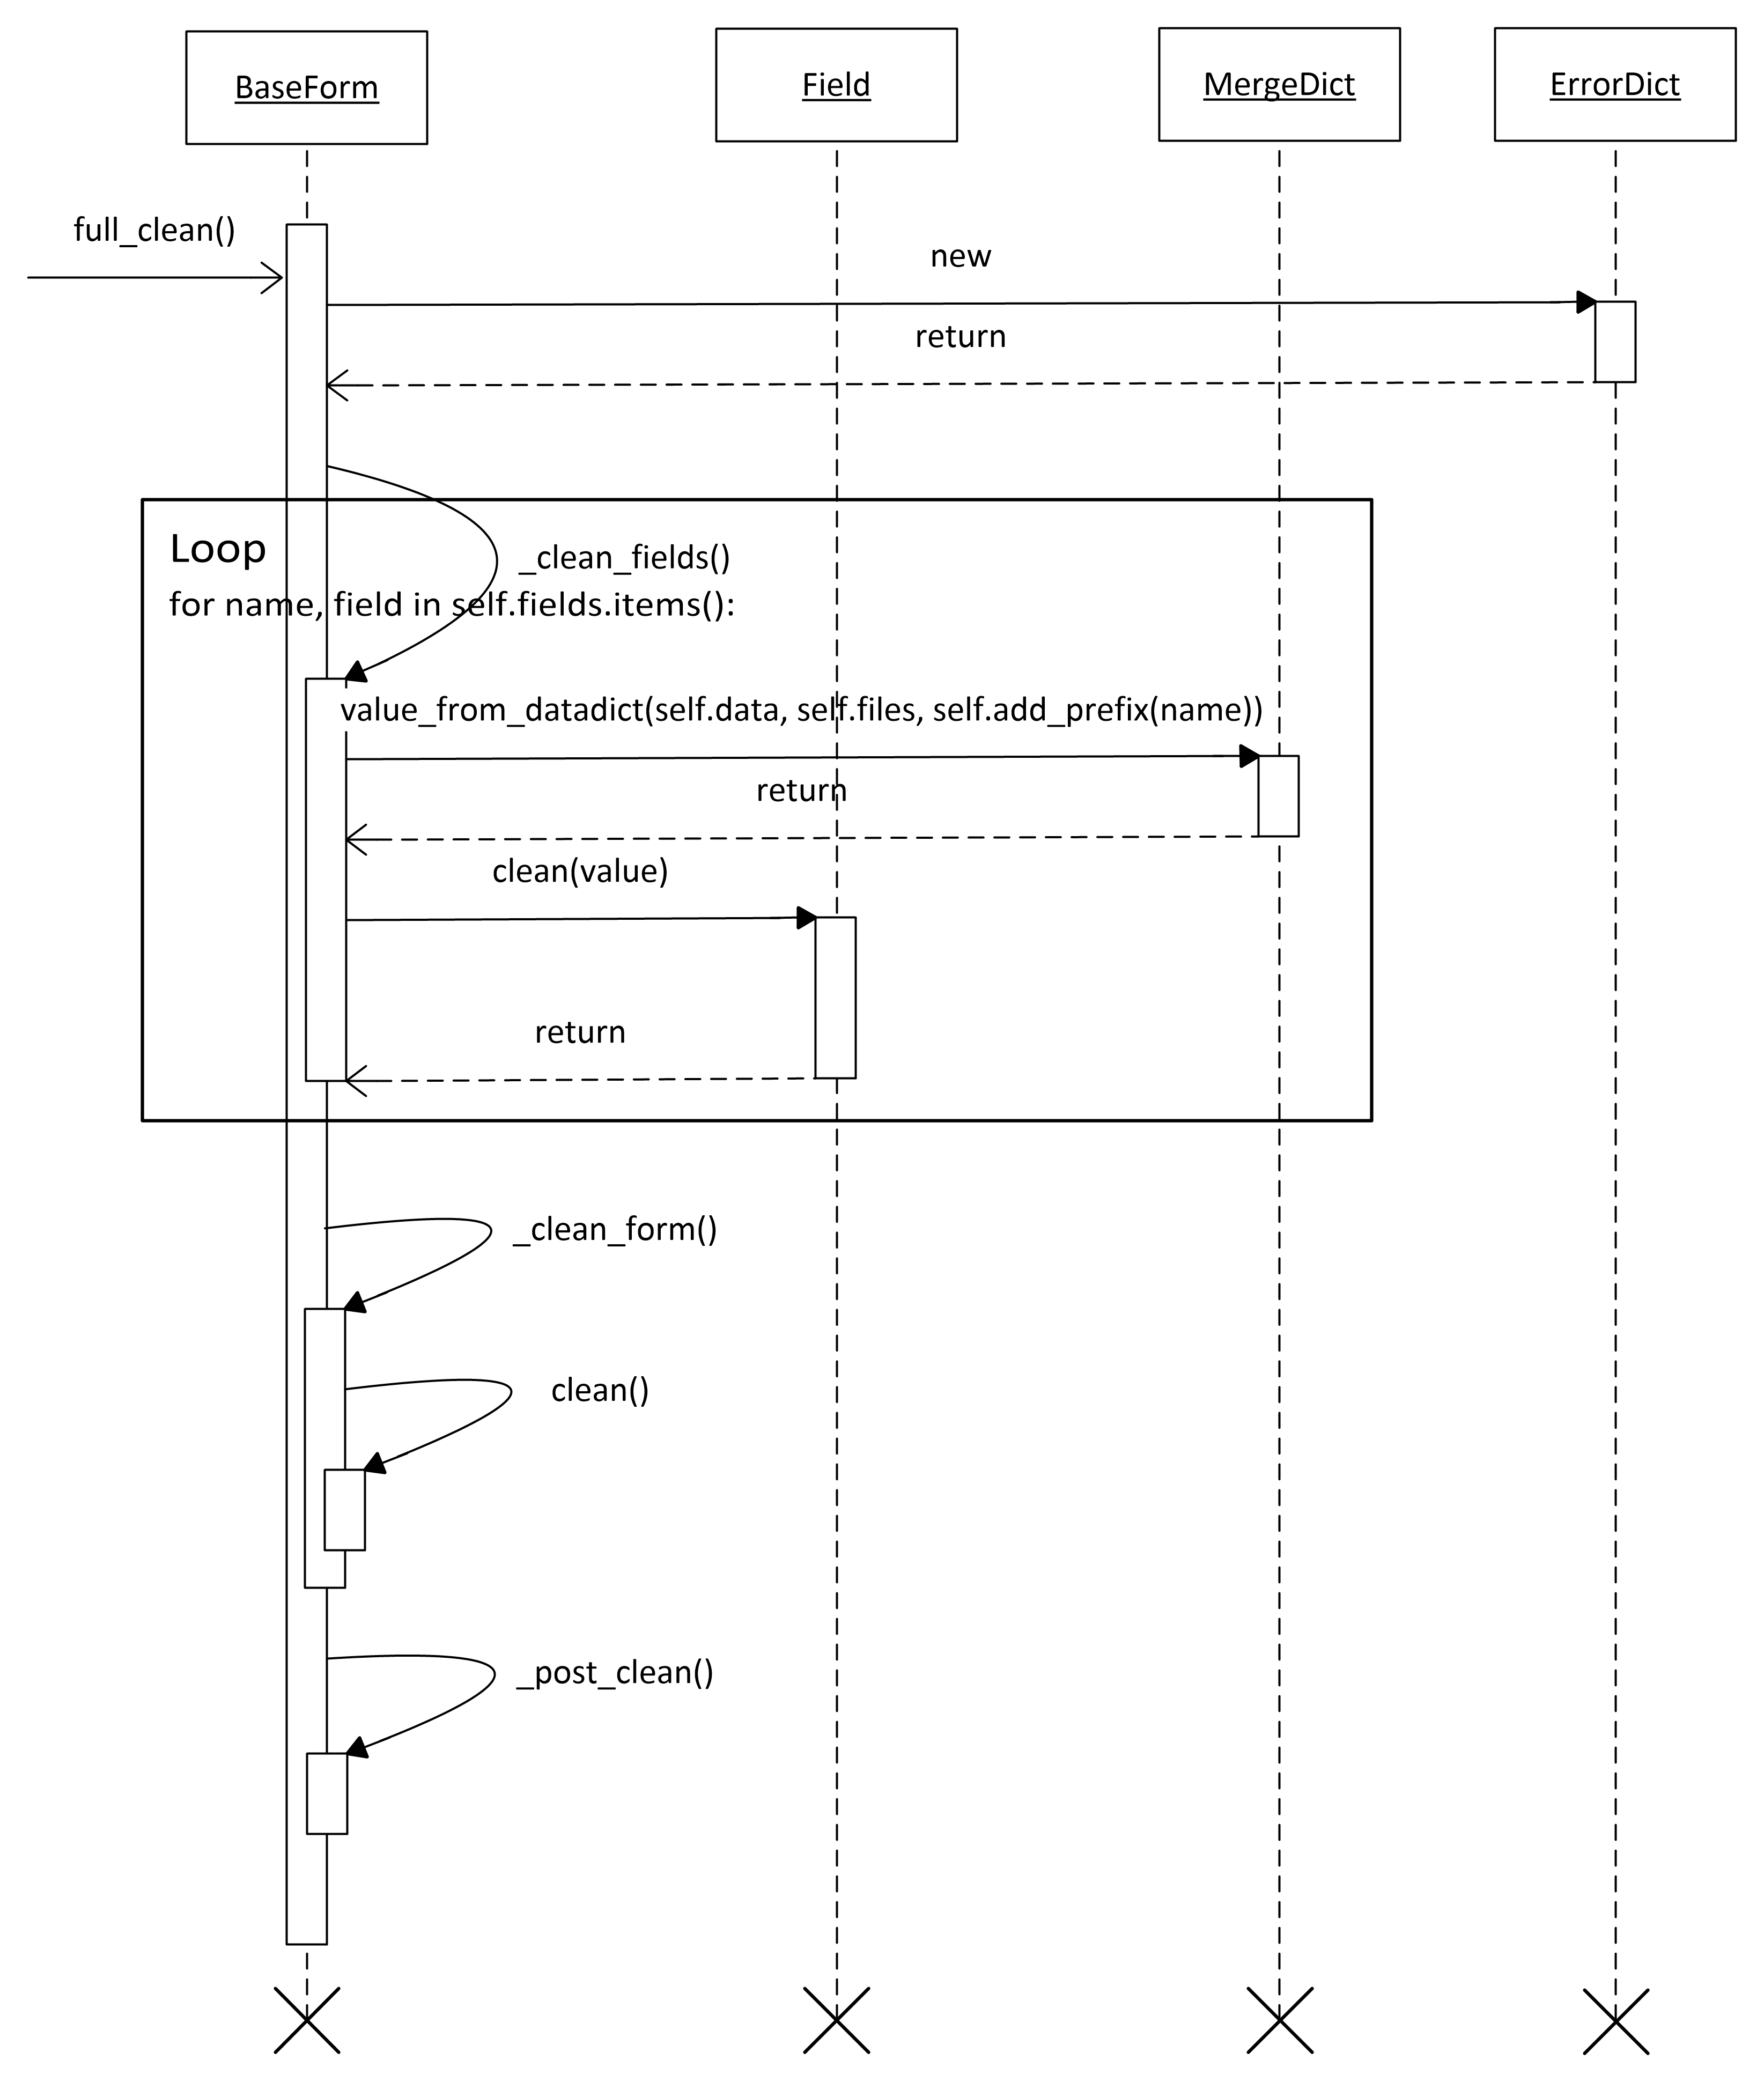 BaseForm
Field
MergeDict
ErrorDict
full_clean()
new
return
Loop
_clean_fields()
for name, field in self.fields.items():
value_from_datadict(self.data, self.files, self.add_prefix(name))
return
clean(value)
return
_clean_form()
clean()
_post_clean()